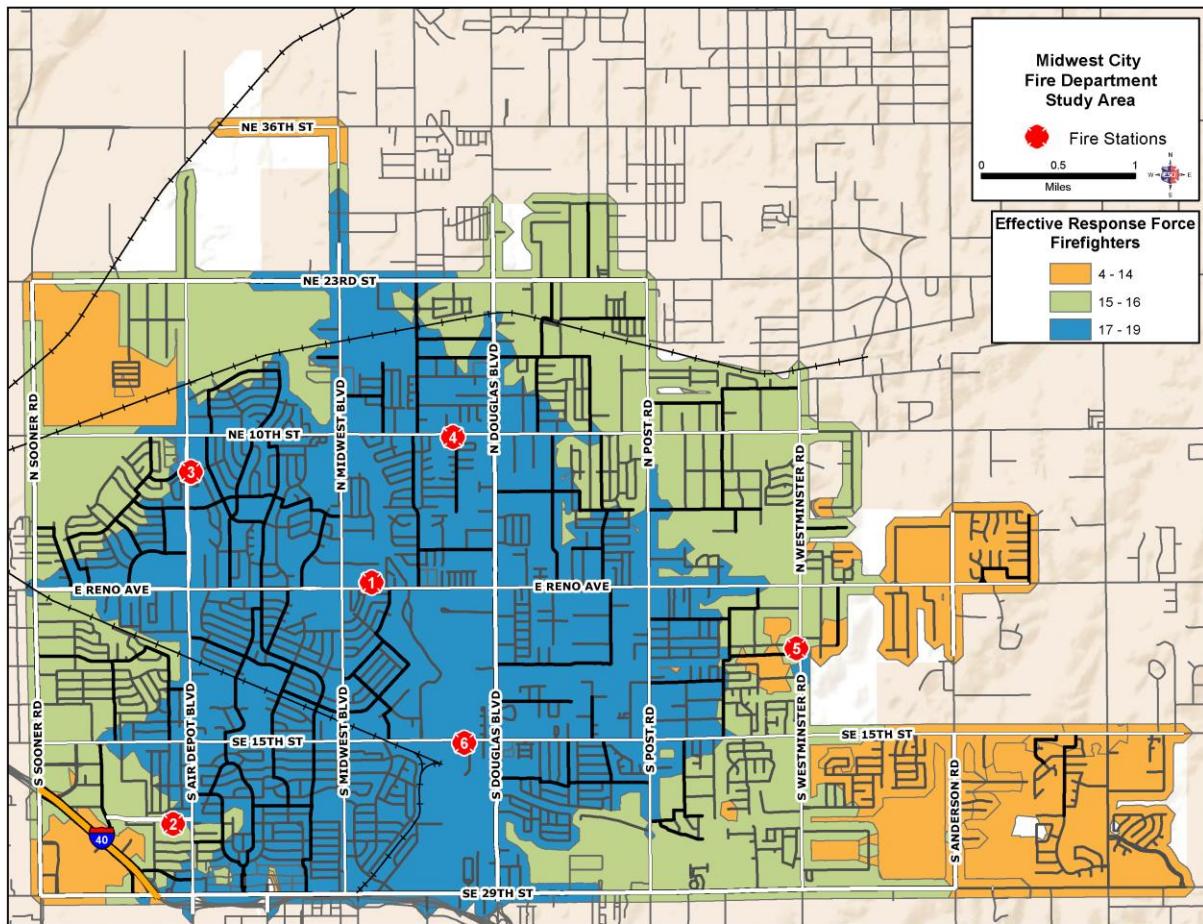 Midwest City
Fire Department
Study Area
Fire Stations
0 0.5 1
Miles
N
W E
S
ESCI
Effective Response Force
Firefighters
4 - 14
15 - 16
17 - 19
NE 36TH ST
NE 23RD ST
N SOONER RD
N MIDWEST BLVD
N DOUGLAS BLVD
NE 10TH ST
4
N POST RD
3
N WESTMINSTER RD
E RENO AVE
1
E RENO AVE
5
S SOONER RD
S AIR DEPOT BLVD
S MIDWEST BLVD
S DOUGLAS BLVD
S POST RD
S WESTMINSTER RD
SE 15TH ST
6
SE 15TH ST
S ANDERSON RD
2
40
SE 29TH ST